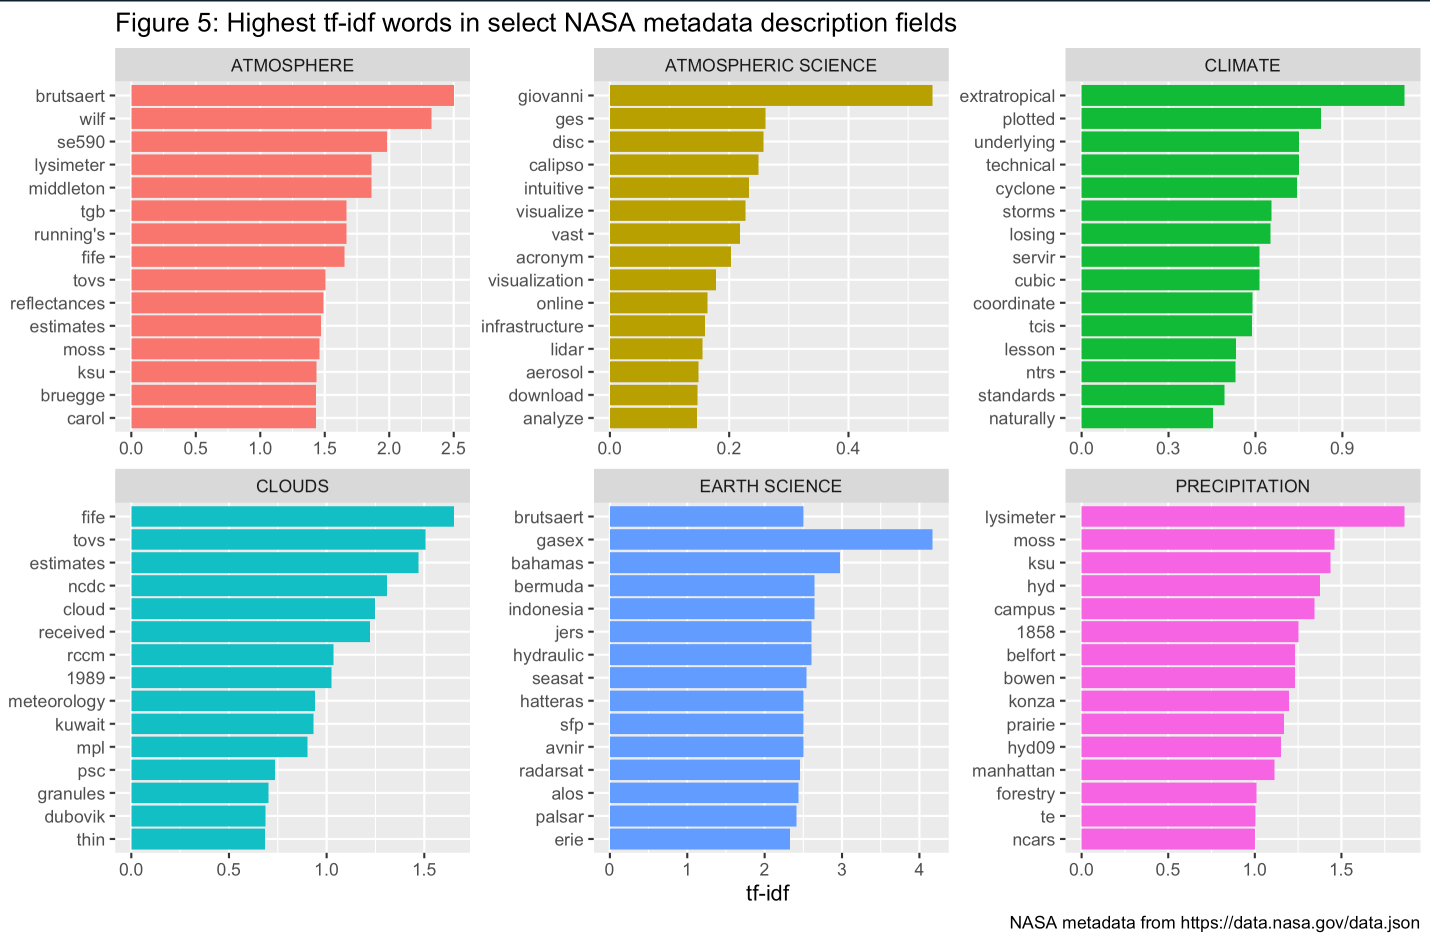 Figure 5: Highest tf-idf words in select NASA metadata description fields
ATMOSPHERE
brutsaert
wilf
se590
lysimeter
middleton
tgb
running's
fife
tovs
reflectances
estimates
moss
ksu
bruegge
carol
0.0 0.5 1.0 1.5 2.0 2.5
ATMOSPHERIC SCIENCE
giovanni
ges
disc
calipso
intuitive
visualize
vast
acronym
visualization
online
infrastructure
lidar
aerosol
download
analyze
0.0 0.2 0.4
CLIMATE
extratropical
plotted
underlying
technical
cyclone
storms
losing
servir
cubic
coordinate
tcis
lesson
ntrs
standards
naturally
0.0 0.3 0.6 0.9
CLOUDS
fife
tovs
estimates
ncdc
cloud
received
rccm
1989
meteorology
kuwait
mpl
psc
granules
dubovik
thin
0.0 0.5 1.0 1.5
EARTH SCIENCE
brutsaert
gasex
bahamas
bermuda
indonesia
jers
hydraulic
seasat
hatteras
sfp
avnir
radarsat
alos
palsar
erie
0 1 2 3 4
PRECIPITATION
lysimeter
moss
ksu
hyd
campus
1858
belfort
bowen
konza
prairie
hyd09
manhattan
forestry
te
ncars
0.0 0.5 1.0 1.5
tf-idf
NASA metadata from https://data.nasa.gov/data.json